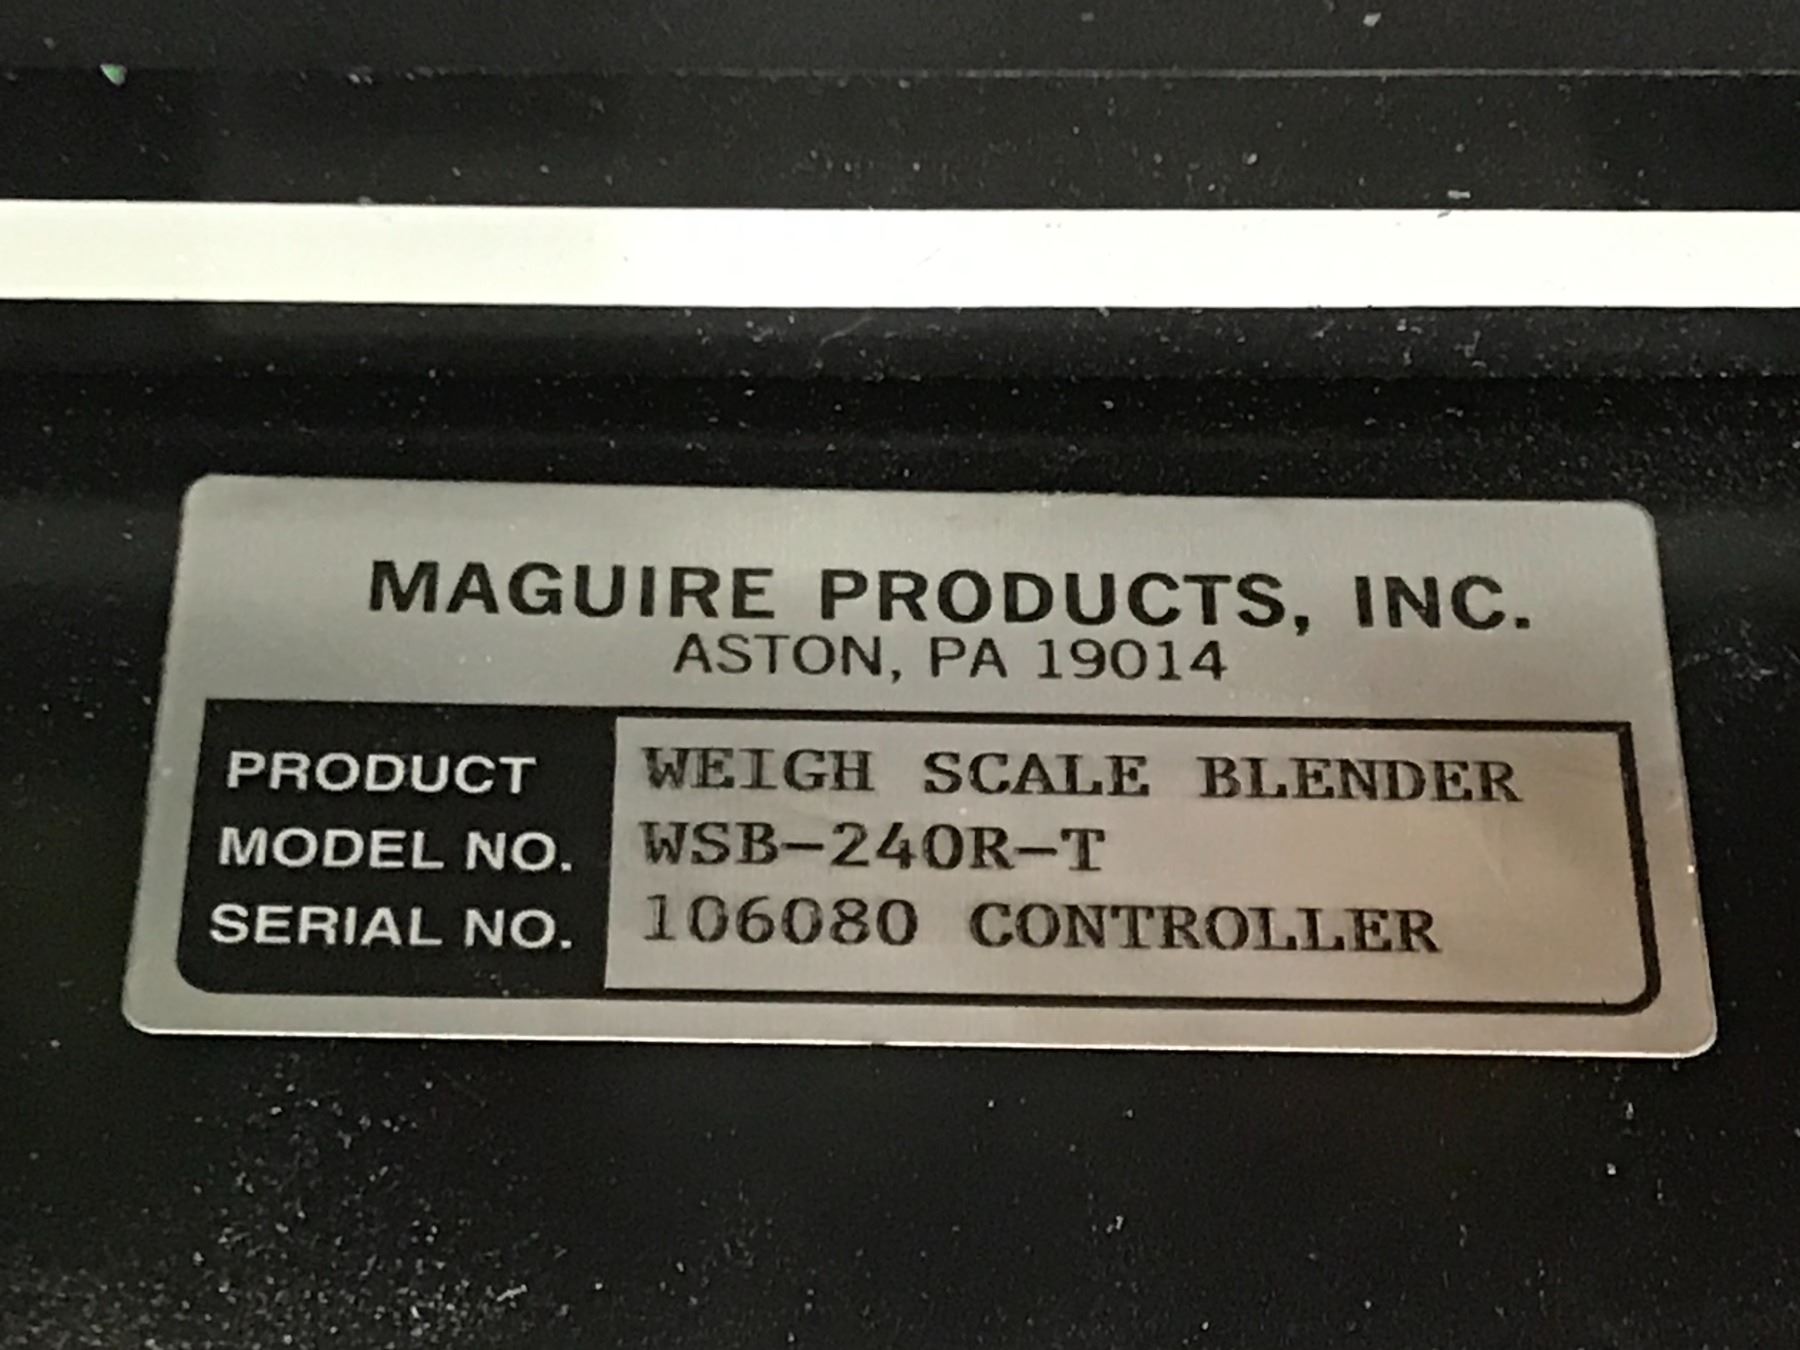 MAGUIRE PRODUCTS, INC.
ASTON, PA 19014
PRODUCT WEIGH SCALE BLENDER
MODEL NO. WSB-240R-T
SERIAL NO. 106080 CONTROLLER